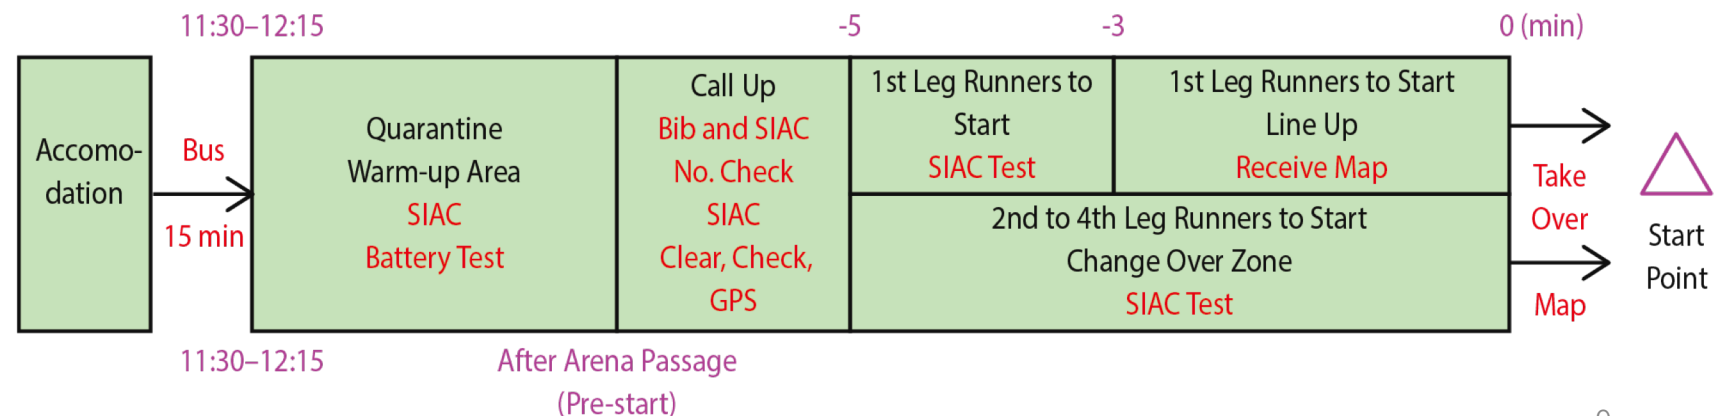 11:30–12:15
-5
-3
0 (min)
Accomo-
dation
Bus
15 min
Quarantine
Warm-up Area
SIAC
Battery Test
Call Up
Bib and SIAC
No. Check
SIAC
Clear, Check,
GPS
1st Leg Runners to
Start
SIAC Test
1st Leg Runners to Start
Line Up
Receive Map
2nd to 4th Leg Runners to Start
Change Over Zone
SIAC Test
Take
Over
Map
Start
Point
11:30–12:15
After Arena Passage
(Pre-start)